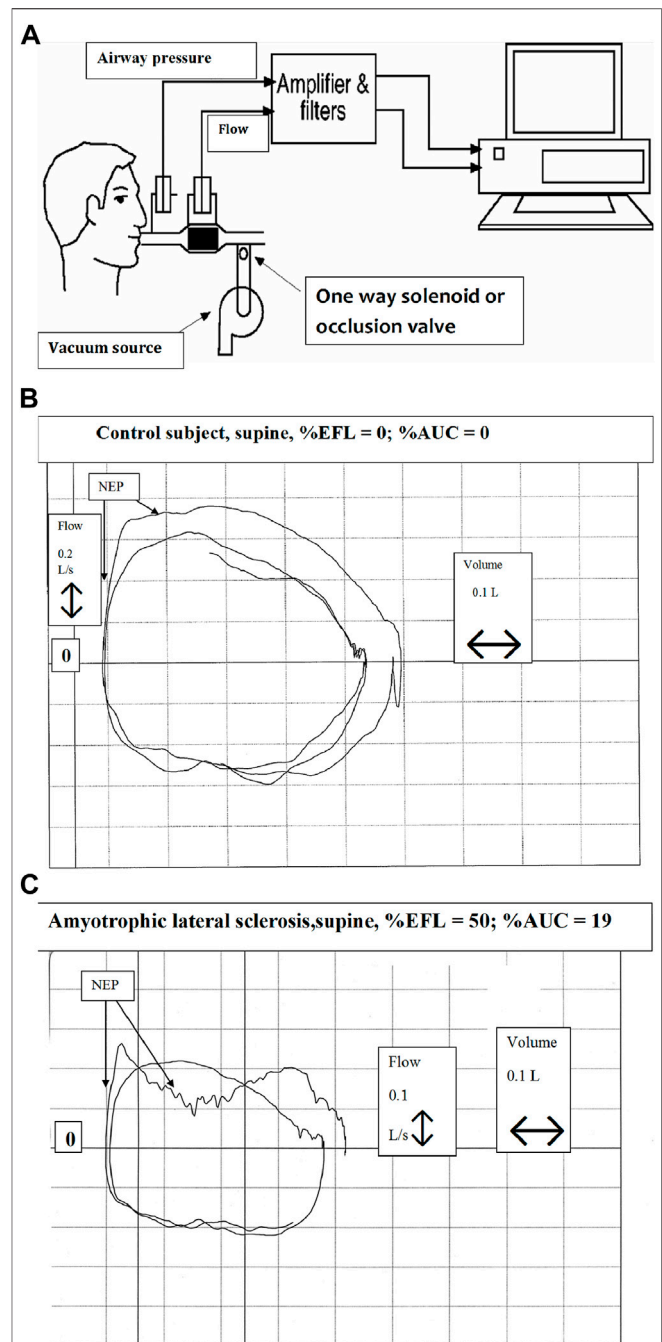 A
Airway pressure
Amplifier &
filters
Flow
One way solenoid or
occlusion valve
Vacuum source
B
Control subject, supine, %EFL = 0; %AUC = 0
NEP
Flow
0.2
L/s
Volume
0.1 L
0
C
Amyotrophic lateral sclerosis,supine, %EFL = 50; %AUC = 19
NEP
Volume
0.1 L
Flow
0.1
L/s
0